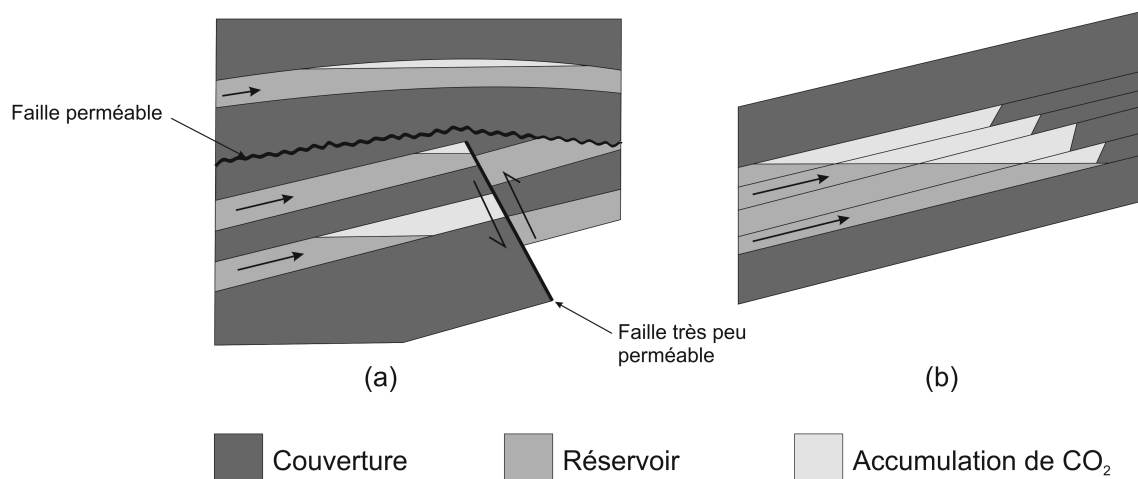 Faille perméable
Faille très peu
perméable
(a)
(b)
Couverture
Réservoir
Accumulation de CO₂